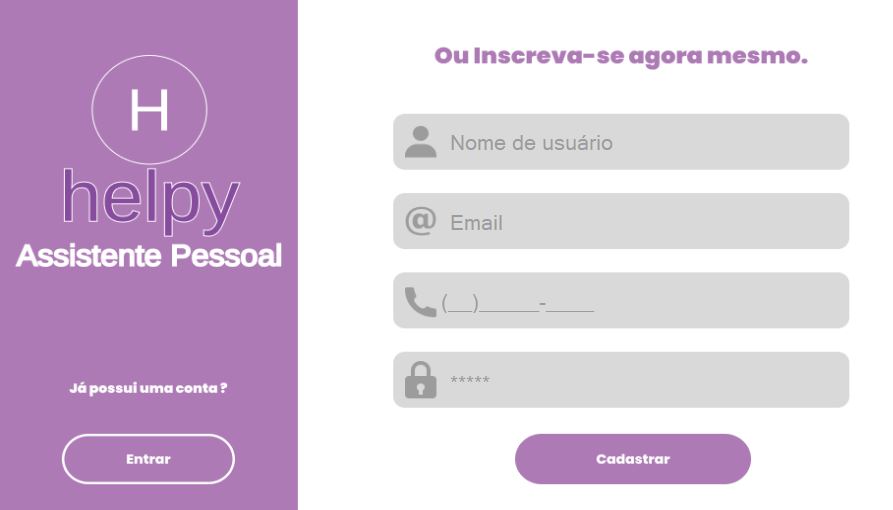 H
helpy
Assistente Pessoal
Já possui uma conta ?
Entrar
Ou Inscreva-se agora mesmo.
Nome de usuário
@ Email
(__)_____-____
*****
Cadastrar